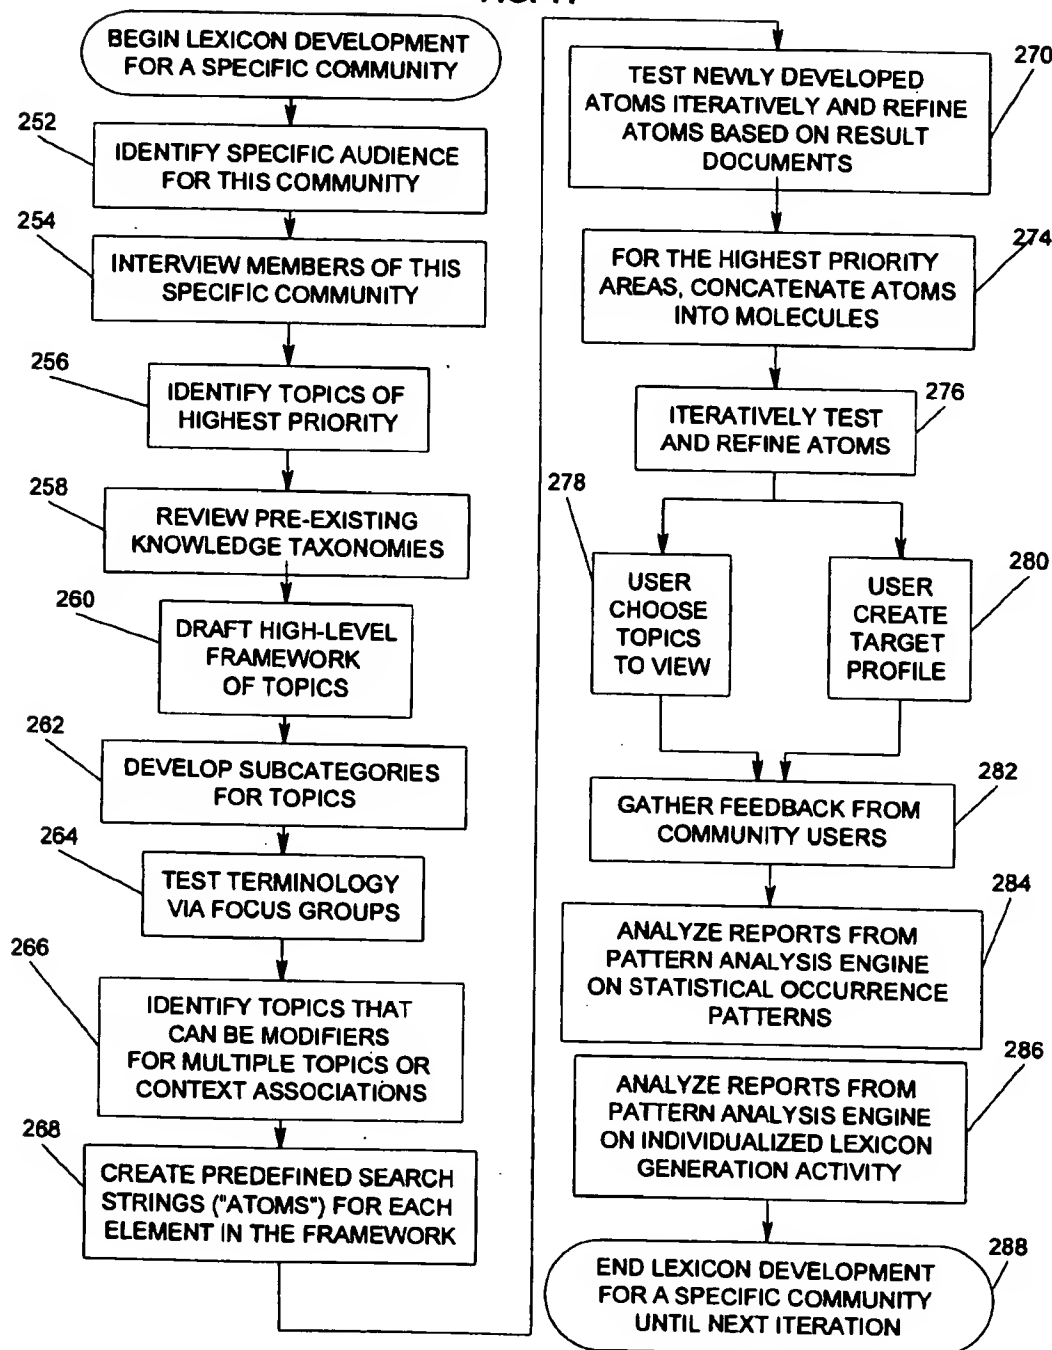 BEGIN LEXICON DEVELOPMENT
FOR A SPECIFIC COMMUNITY
252
IDENTIFY SPECIFIC AUDIENCE
FOR THIS COMMUNITY
254
INTERVIEW MEMBERS OF THIS
SPECIFIC COMMUNITY
256
IDENTIFY TOPICS OF
HIGHEST PRIORITY
258
REVIEW PRE-EXISTING
KNOWLEDGE TAXONOMIES
260
DRAFT HIGH-LEVEL
FRAMEWORK
OF TOPICS
262
DEVELOP SUBCATEGORIES
FOR TOPICS
264
TEST TERMINOLOGY
VIA FOCUS GROUPS
266
IDENTIFY TOPICS THAT
CAN BE MODIFIERS
FOR MULTIPLE TOPICS OR
CONTEXT ASSOCIATIONS
268
CREATE PREDEFINED SEARCH
STRINGS ("ATOMS") FOR EACH
ELEMENT IN THE FRAMEWORK
270
TEST NEWLY DEVELOPED
ATOMS ITERATIVELY AND REFINE
ATOMS BASED ON RESULT
DOCUMENTS
274
FOR THE HIGHEST PRIORITY
AREAS, CONCATENATE ATOMS
INTO MOLECULES
276
ITERATIVELY TEST
AND REFINE ATOMS
278
USER
CHOOSE
TOPICS
TO VIEW
280
USER
CREATE
TARGET
PROFILE
282
GATHER FEEDBACK FROM
COMMUNITY USERS
284
ANALYZE REPORTS FROM
PATTERN ANALYSIS ENGINE
ON STATISTICAL OCCURRENCE
PATTERNS
286
ANALYZE REPORTS FROM
PATTERN ANALYSIS ENGINE
ON INDIVIDUALIZED LEXICON
GENERATION ACTIVITY
288
END LEXICON DEVELOPMENT
FOR A SPECIFIC COMMUNITY
UNTIL NEXT ITERATION